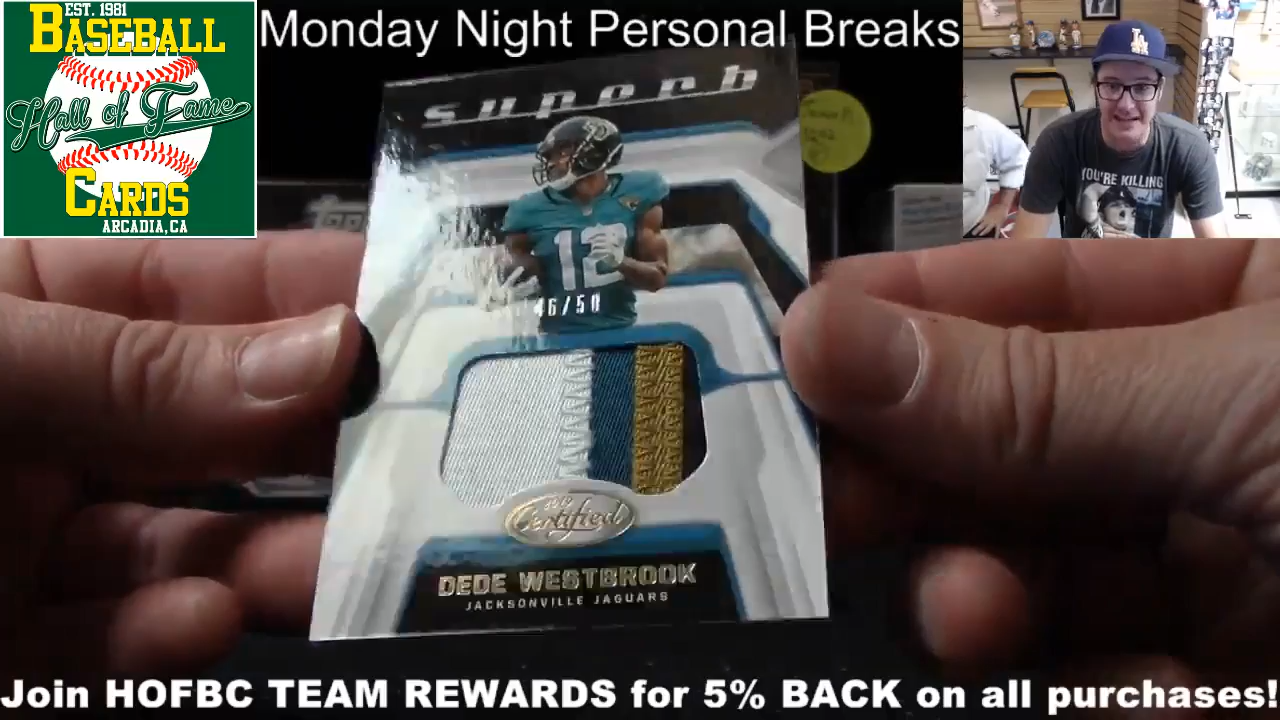 EST. 1981
BASEBALL
Hall of Fame
CARDS
ARCADIA, CA
Monday Night Personal Breaks
LA
YOU'RE KILLING
superb
12
46/50
Certified
DEDE WESTBROOK
JACKSONVILLE JAGUARS
Join HOFBC TEAM REWARDS for 5% BACK on all purchases!